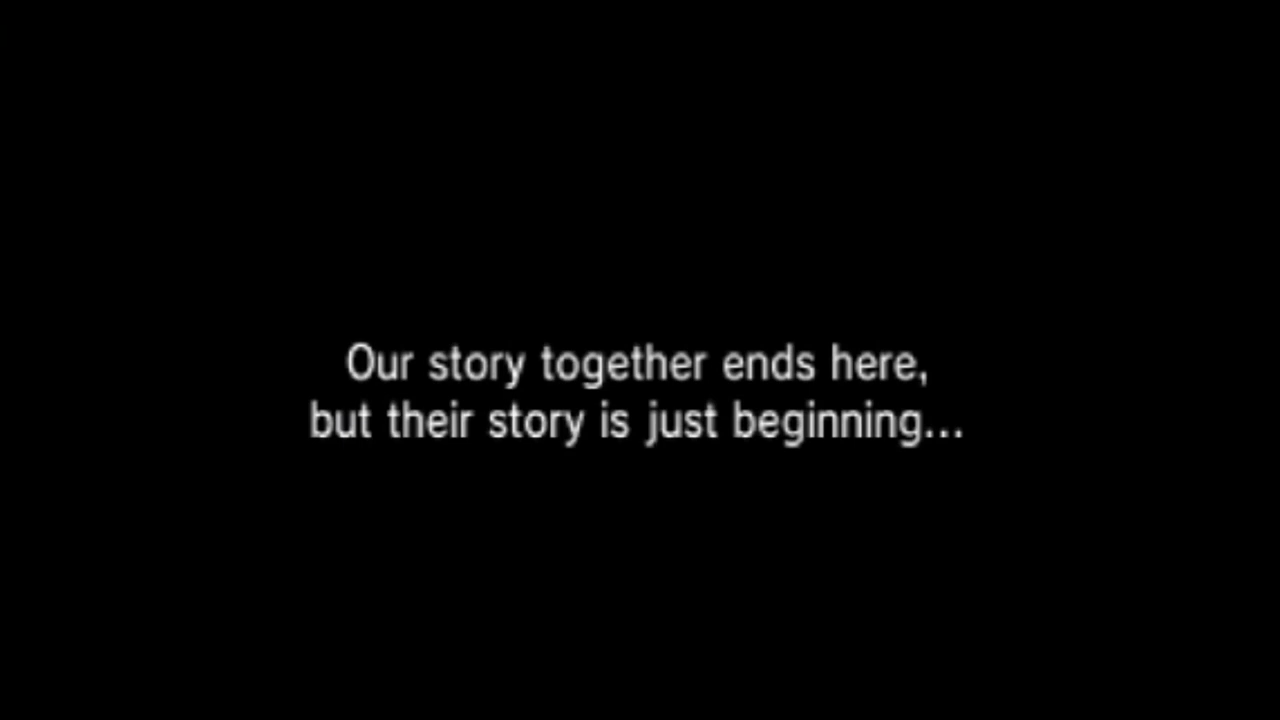 Our story together ends here,
but their story is just beginning...